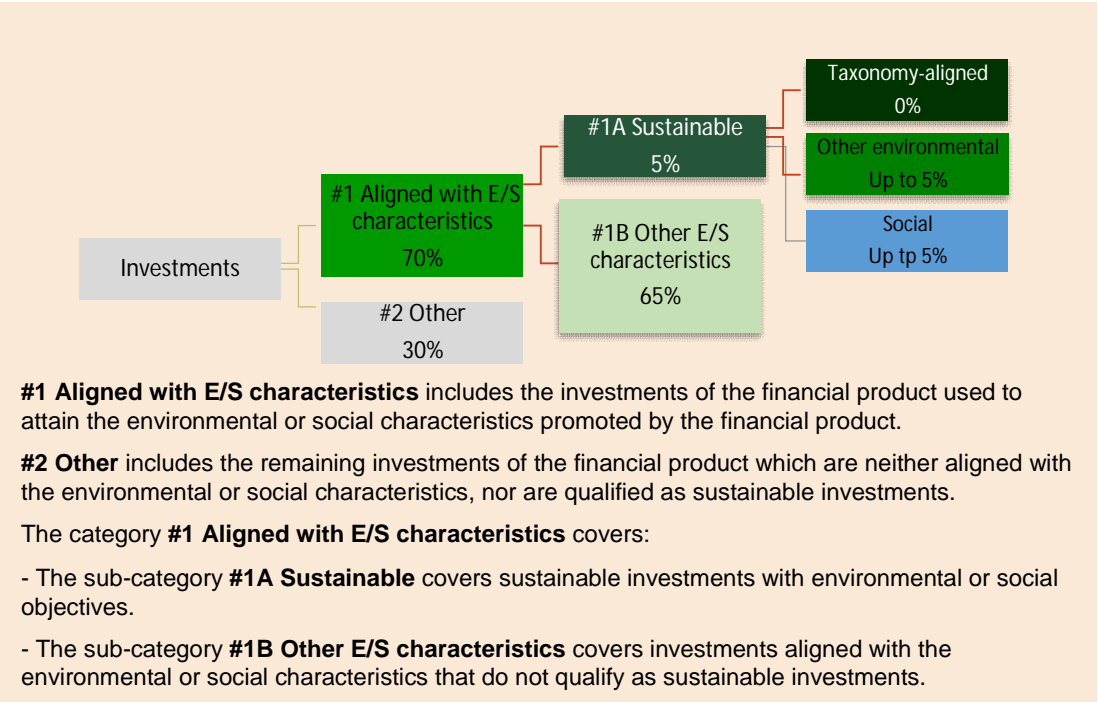 Taxonomy-aligned
0%
#1A Sustainable
5%
Other environmental
Up to 5%
#1 Aligned with E/S
characteristics
70%
#1B Other E/S
characteristics
65%
Social
Up tp 5%
Investments
#2 Other
30%
#1 Aligned with E/S characteristics includes the investments of the financial product used to
attain the environmental or social characteristics promoted by the financial product.
#2 Other includes the remaining investments of the financial product which are neither aligned with
the environmental or social characteristics, nor are qualified as sustainable investments.
The category #1 Aligned with E/S characteristics covers:
- The sub-category #1A Sustainable covers sustainable investments with environmental or social
objectives.
- The sub-category #1B Other E/S characteristics covers investments aligned with the
environmental or social characteristics that do not qualify as sustainable investments.